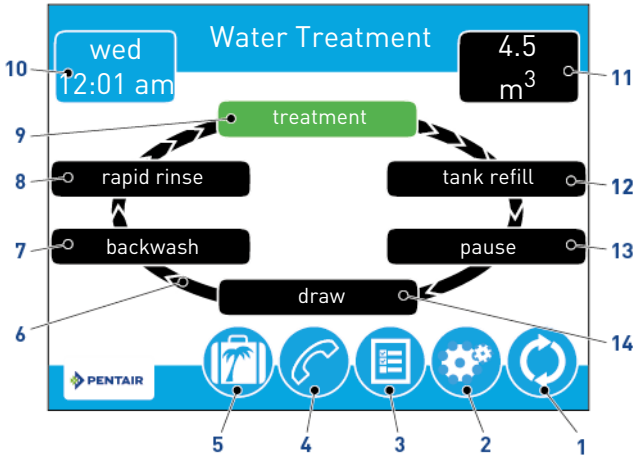 Water Treatment
wed
12:01 am
4.5
m³
10
11
treatment
9
rapid rinse
tank refill
8
12
backwash
pause
7
13
draw
6
14
PENTAIR
5
4
3
2
1